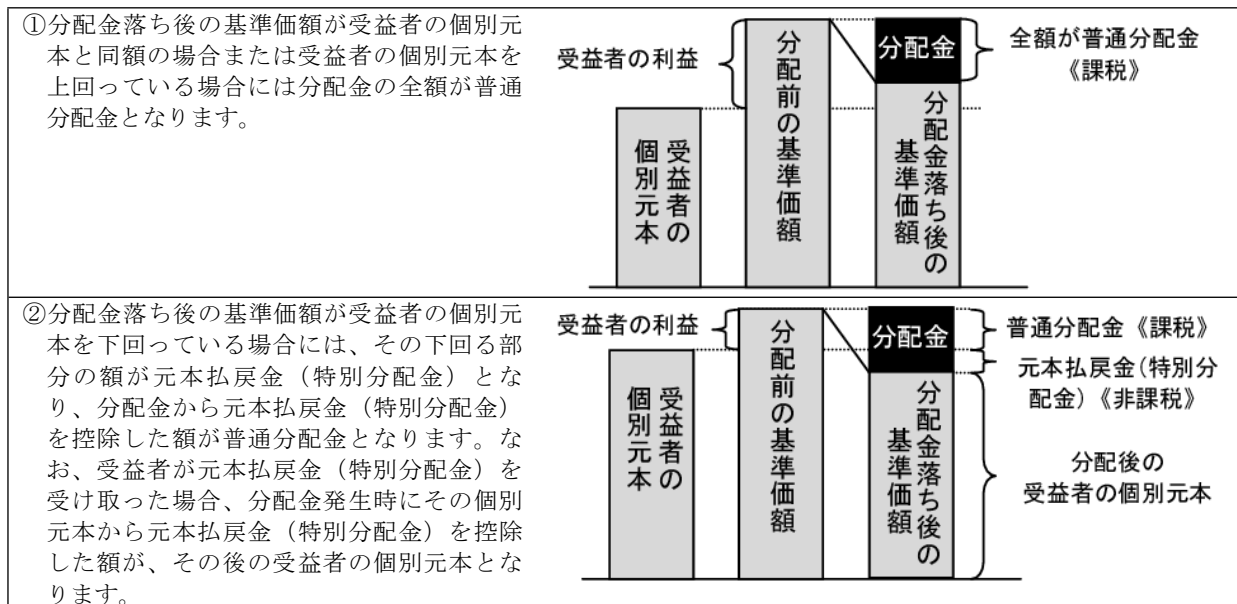 ①分配金落ち後の基準価額が受益者の個別元
本と同額の場合または受益者の個別元本を
上回っている場合には分配金の全額が普通
分配金となります。
受益者の利益
受益者の
個別元本
分配前の基準価額
分配金
分配金落ち後の
基準価額
全額が普通分配金
《課税》
②分配金落ち後の基準価額が受益者の個別元
本を下回っている場合には、その下回る部
分の額が元本払戻金（特別分配金）とな
り、分配金から元本払戻金（特別分配金）
を控除した額が普通分配金となります。な
お、受益者が元本払戻金（特別分配金）を
受け取った場合、分配金発生時にその個別
元本から元本払戻金（特別分配金）を控除
した額が、その後の受益者の個別元本とな
ります。
受益者の利益
受益者の
個別元本
分配前の基準価額
分配金
分配金落ち後の
基準価額
普通分配金《課税》
元本払戻金（特別分
配金）《非課税》
分配後の
受益者の個別元本